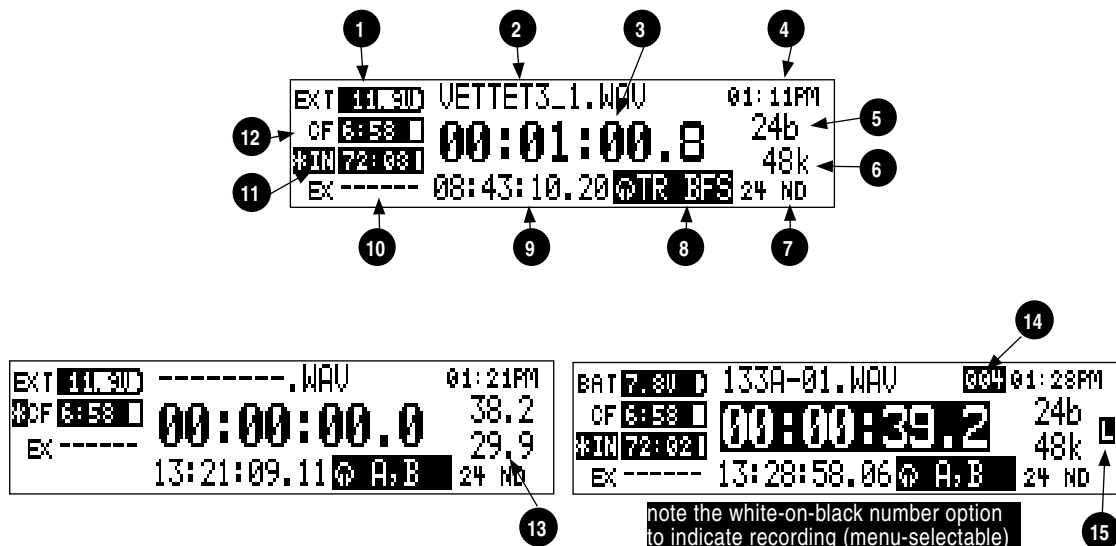 1 2 3 4
EXT 11.9V VETTET3_1.WAV 01:11PM
12 CF 6:58 00:01:00.8 24b 5
*IN 72:03 48k 6
11 EX ------ 08:43:10.20 TR BFS 24 ND
10 9 8 7
14
EXT 11.9V --------.WAV 01:21PM
*CF 6:58 00:00:00.0 38.2
EX ------ 29.9
13:21:09.11 A,B 24 ND
13
BAT 7.8V 133A-01.WAV 004 01:28PM
CF 6:58 00:00:39.2 24b L
*IN 72:02 48k
EX ------ 13:28:58.06 A,B 24 ND
note the white-on-black number option
to indicate recording (menu-selectable)
15